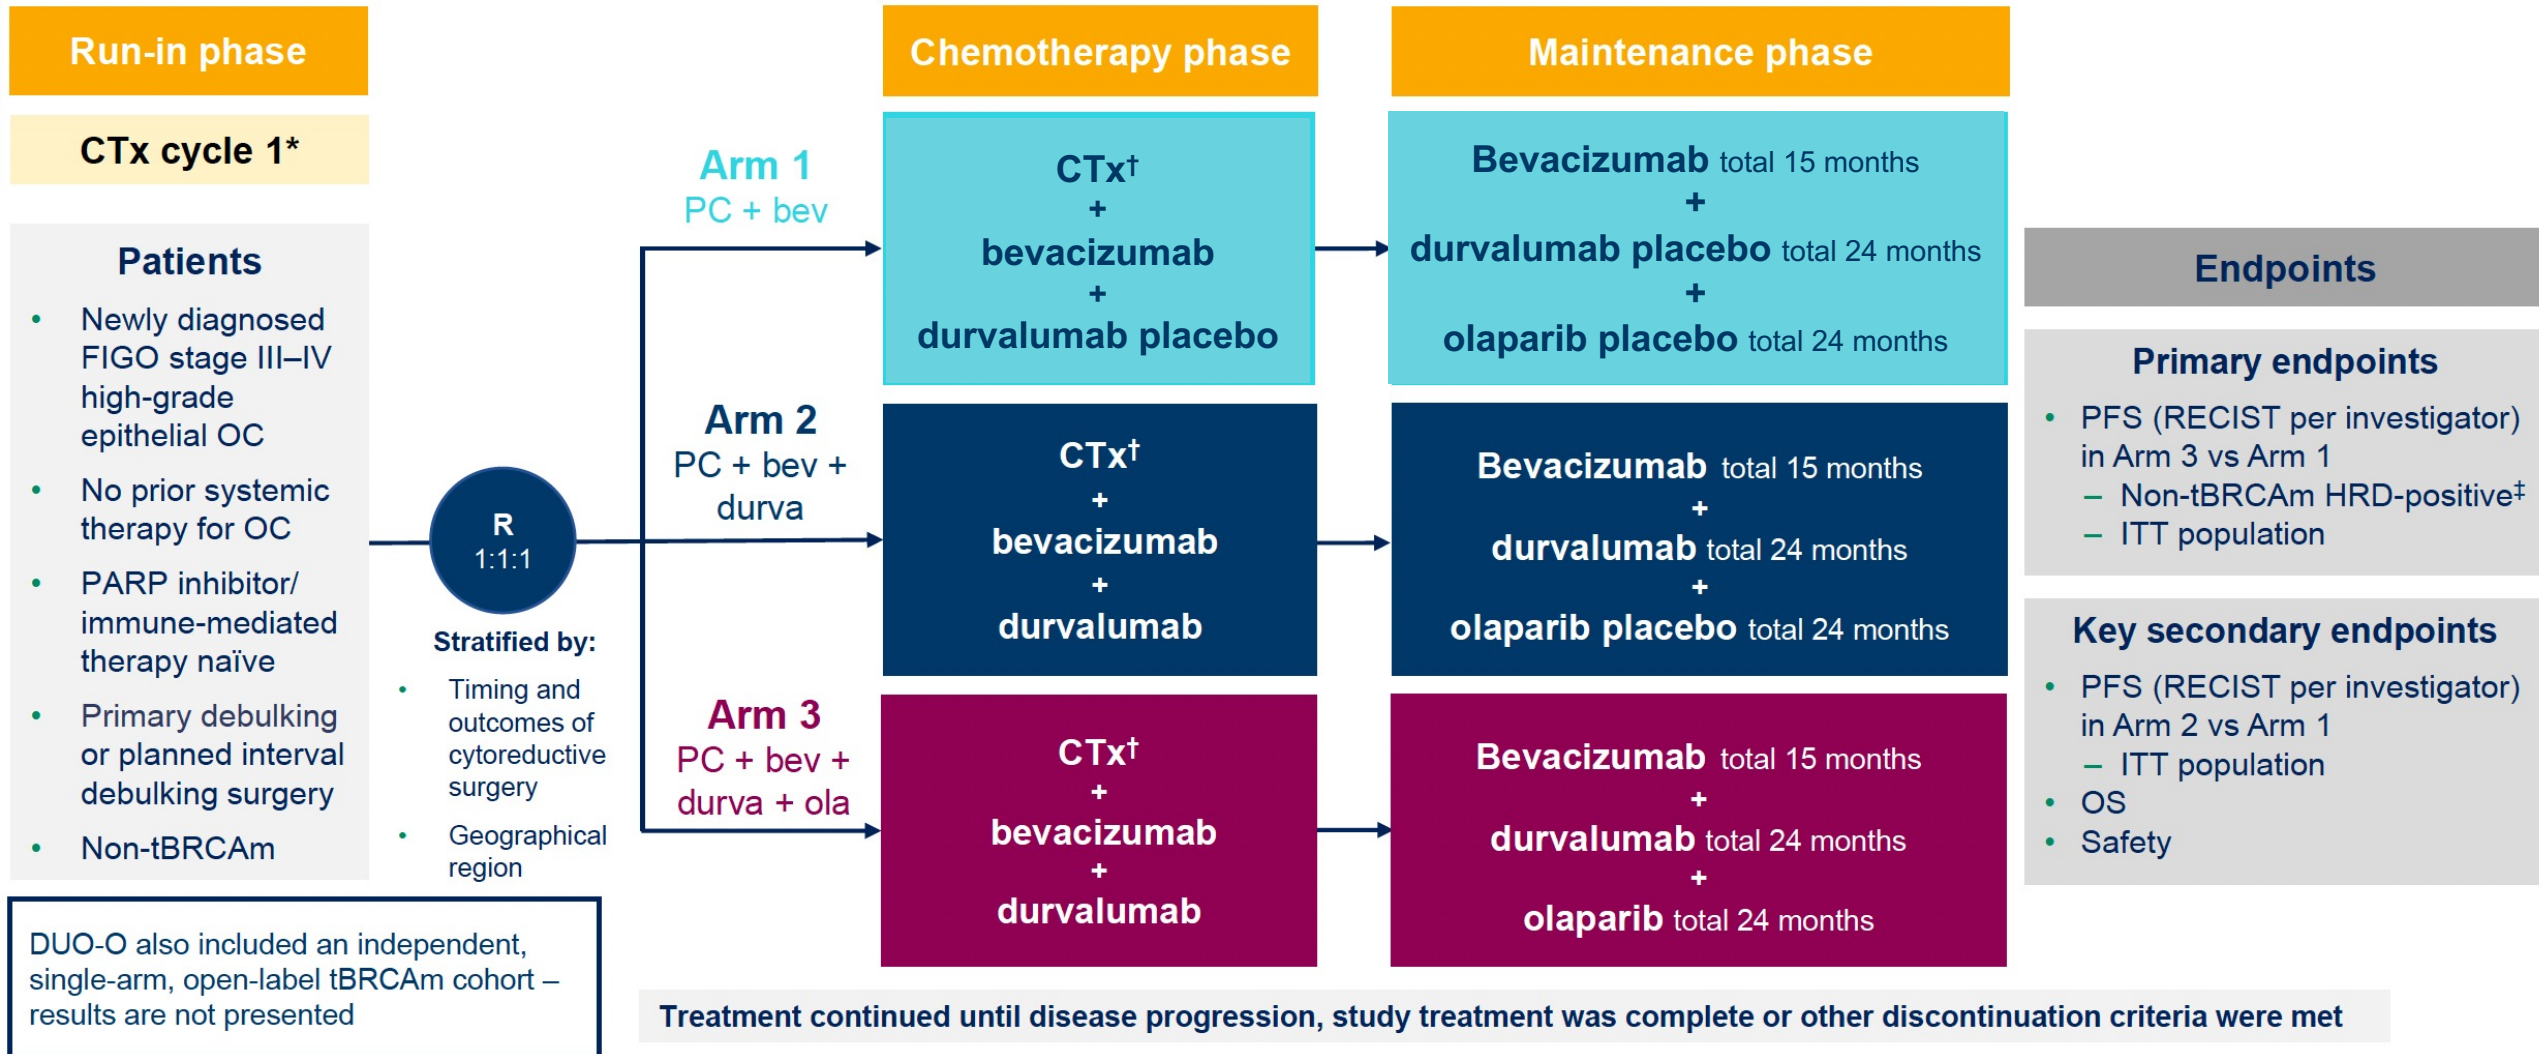 Run-in phase
CTx cycle 1*
Patients
• Newly diagnosed
FIGO stage III–IV
high-grade
epithelial OC
• No prior systemic
therapy for OC
• PARP inhibitor/
immune-mediated
therapy naïve
• Primary debulking
or planned interval
debulking surgery
• Non-tBRCAm
DUO-O also included an independent,
single-arm, open-label tBRCAm cohort –
results are not presented
R
1:1:1
Stratified by:
• Timing and
outcomes of
cytoreductive
surgery
• Geographical
region
Arm 1
PC + bev
Arm 2
PC + bev +
durva
Arm 3
PC + bev +
durva + ola
Chemotherapy phase
CTx†
+
bevacizumab
+
durvalumab placebo
CTx†
+
bevacizumab
+
durvalumab
CTx†
+
bevacizumab
+
durvalumab
Maintenance phase
Bevacizumab total 15 months
+
durvalumab placebo total 24 months
+
olaparib placebo total 24 months
Bevacizumab total 15 months
+
durvalumab total 24 months
+
olaparib placebo total 24 months
Bevacizumab total 15 months
+
durvalumab total 24 months
+
olaparib total 24 months
Endpoints
Primary endpoints
• PFS (RECIST per investigator)
in Arm 3 vs Arm 1
– Non-tBRCAm HRD-positive‡
– ITT population
Key secondary endpoints
• PFS (RECIST per investigator)
in Arm 2 vs Arm 1
– ITT population
• OS
• Safety
Treatment continued until disease progression, study treatment was complete or other discontinuation criteria were met